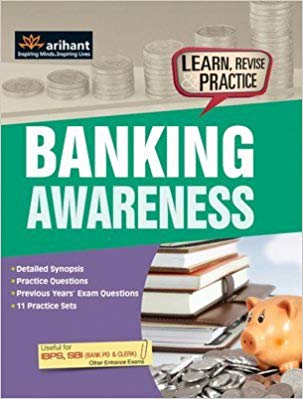 arihant
Inspiring Minds...Inspiring Lives
LEARN, REVISE
& PRACTICE
BANKING
AWARENESS
• Detailed Synopsis
• Practice Questions
• Previous Years' Exam Questions
• 11 Practice Sets
Useful for
IBPS, SBI (BANK PO & CLERK)
Other Entrance Exams